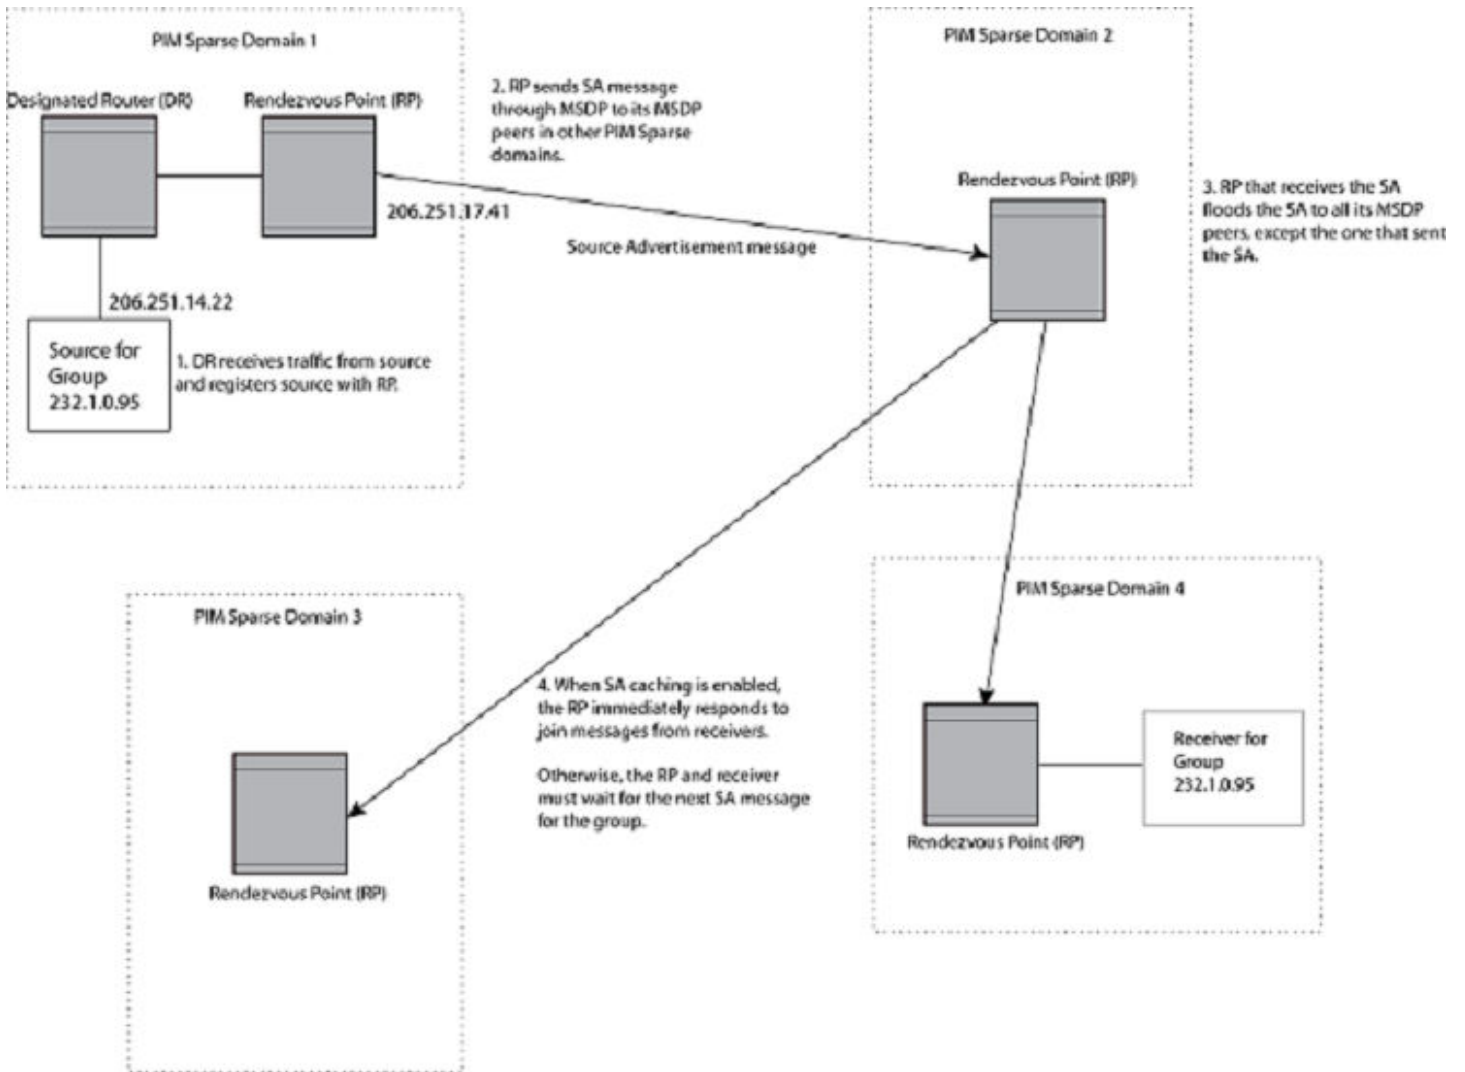 PIM Sparse Domain 1
Designated Router (DR)
Rendezvous Point (RP)
206.251.17.41
206.251.14.22
Source for
Group
232.1.0.95
1. DR receives traffic from source
and registers source with RP.
2. RP sends SA message
through MSDP to its MSDP
peers in other PIM Sparse
domains.
Source Advertisement message
PIM Sparse Domain 2
Rendezvous Point (RP)
3. RP that receives the SA
floods the SA to all its MSDP
peers, except the one that sent
the SA.
PIM Sparse Domain 3
Rendezvous Point (RP)
4. When SA caching is enabled,
the RP immediately responds to
join messages from receivers.
Otherwise, the RP and receiver
must wait for the next SA message
for the group.
PIM Sparse Domain 4
Rendezvous Point (RP)
Receiver for
Group
232.1.0.95